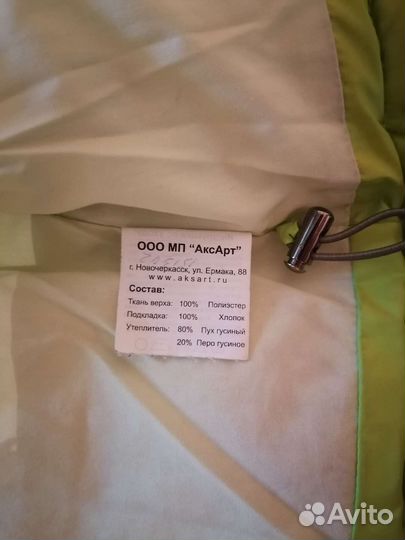 ООО МП "АксАрт"
г. Новочеркасск, ул. Ермака, 88
www.aksart.ru
Состав:
Ткань верха: 100% Полиэстер
Подкладка: 100% Хлопок
Утеплитель: 80% Пух гусиный
20% Перо гусиное
Avito